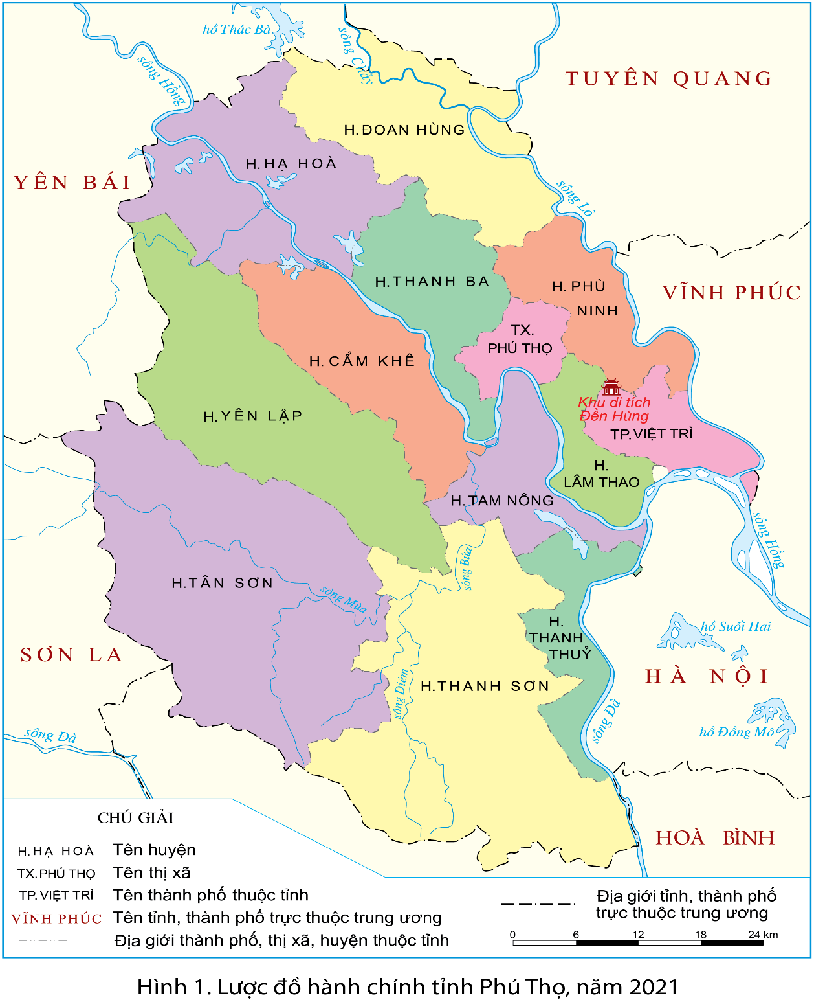 hồ Thác Bà
sông Chảy
sông Hồng
TUYÊN QUANG
H. ĐOAN HÙNG
H. HẠ HOÀ
YÊN BÁI
sông Lô
H. THANH BA
H. PHÙ
NINH
VĨNH PHÚC
TX.
PHÚ THỌ
H. CẨM KHÊ
Khu di tích
Đền Hùng
H. YÊN LẬP
TP. VIỆT TRÌ
H.
LÂM THAO
H. TAM NÔNG
sông Hồng
sông Bứa
H. TÂN SƠN
sông Mùa
H.
THANH
THUỶ
hồ Suối Hai
SƠN LA
HÀ NỘI
H. THANH SƠN
sông Diêm
sông Đà
hồ Đồng Mô
sông Đà
HOÀ BÌNH
CHÚ GIẢI
H. HẠ HOÀ Tên huyện
TX. PHÚ THỌ Tên thị xã
TP. VIỆT TRÌ Tên thành phố thuộc tỉnh
VĨNH PHÚC Tên tỉnh, thành phố trực thuộc trung ương
Địa giới thành phố, thị xã, huyện thuộc tỉnh
Địa giới tỉnh, thành phố
trực thuộc trung ương
0 6 12 18 24 km
Hình 1. Lược đồ hành chính tỉnh Phú Thọ, năm 2021